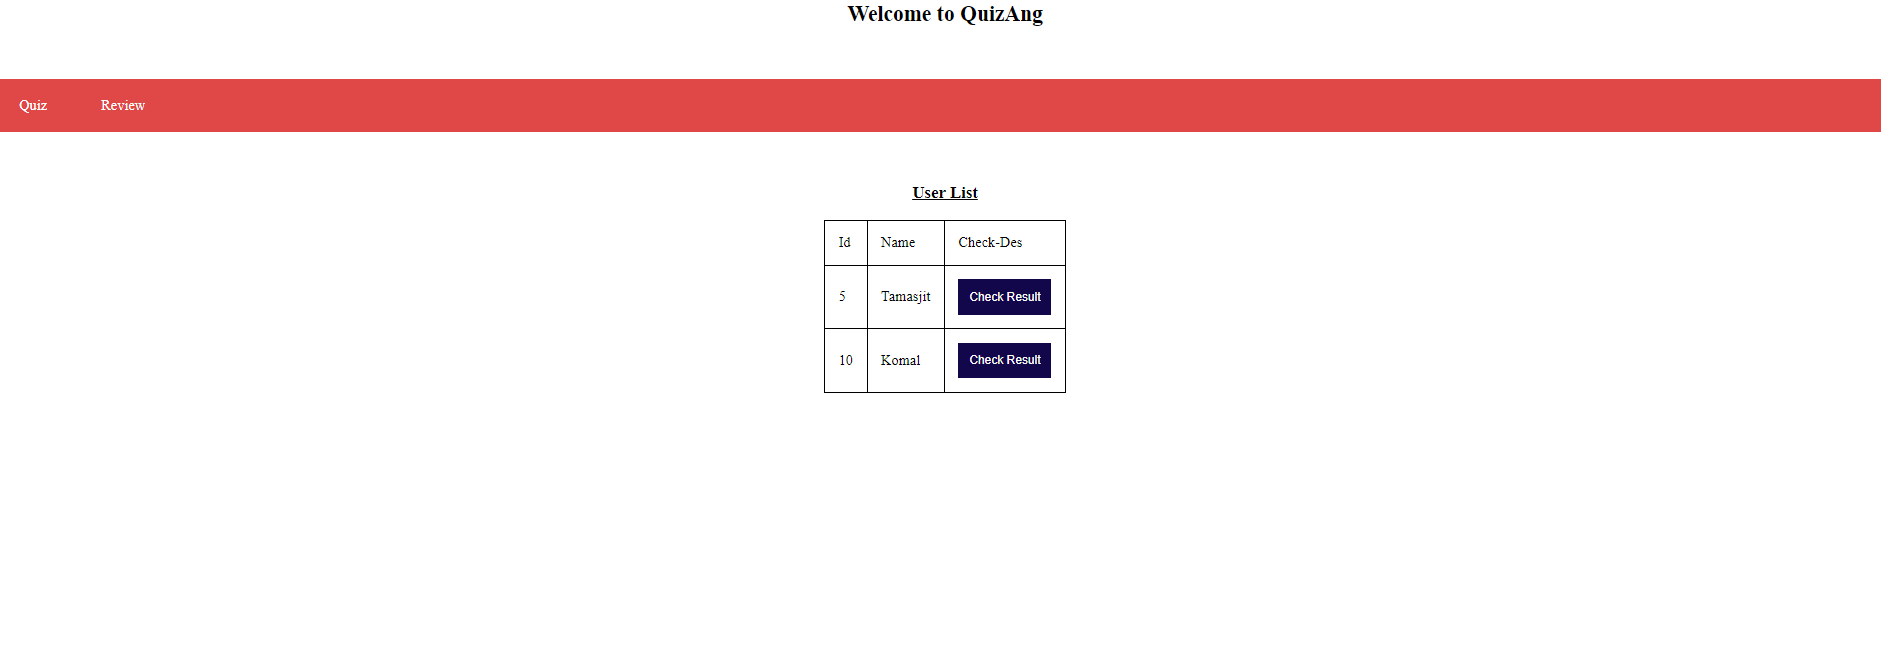 Welcome to QuizAng
Quiz Review
User List
Id Name Check-Des
5 Tamasjit Check Result
10 Komal Check Result